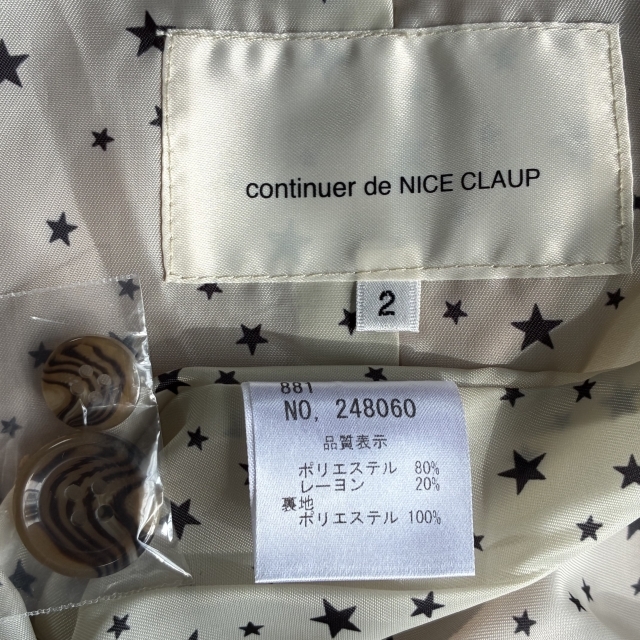 continuer de NICE CLAUP
2
881
NO, 248060
品質表示
ポリエステル 80%
レーヨン 20%
裏地
ポリエステル 100%